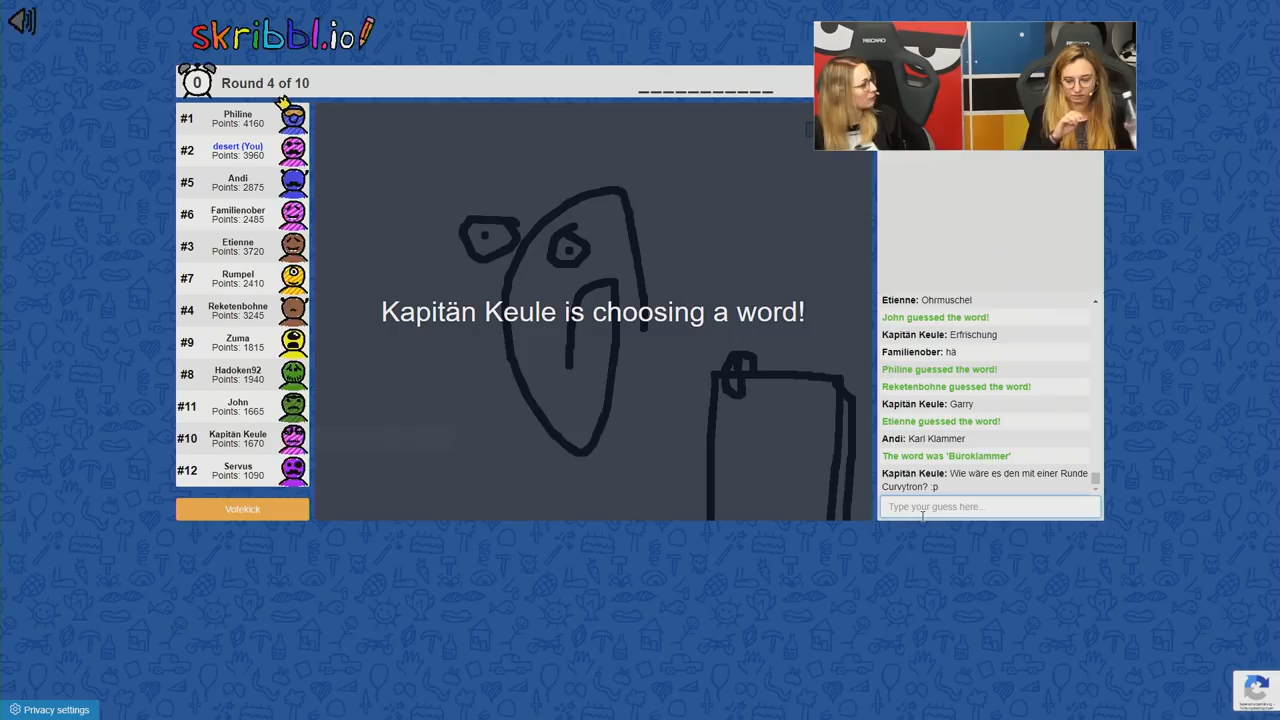 skribbl.io!
RECARO
RECARO
0
Round 4 of 10
___________
#1 Philine
Points: 4160
#2 desert (You)
Points: 3960
#5 Andi
Points: 2875
#6 Familienober
Points: 2485
#3 Etienne
Points: 3720
#7 Rumpel
Points: 2410
#4 Reketenbohne
Points: 3245
#9 Zuma
Points: 1815
#8 Hadoken92
Points: 1940
#11 John
Points: 1665
#10 Kapitän Keule
Points: 1670
#12 Servus
Points: 1090
Votekick
Kapitän Keule is choosing a word!
Etienne: Ohrmuschel
John guessed the word!
Kapitän Keule: Erfrischung
Familienober: hä
Philine guessed the word!
Reketenbohne guessed the word!
Kapitän Keule: Garry
Etienne guessed the word!
Andi: Karl Klammer
The word was 'Büroklammer'
Kapitän Keule: Wie wäre es den mit einer Runde
Curvytron? :p
Type your guess here...
Privacy settings